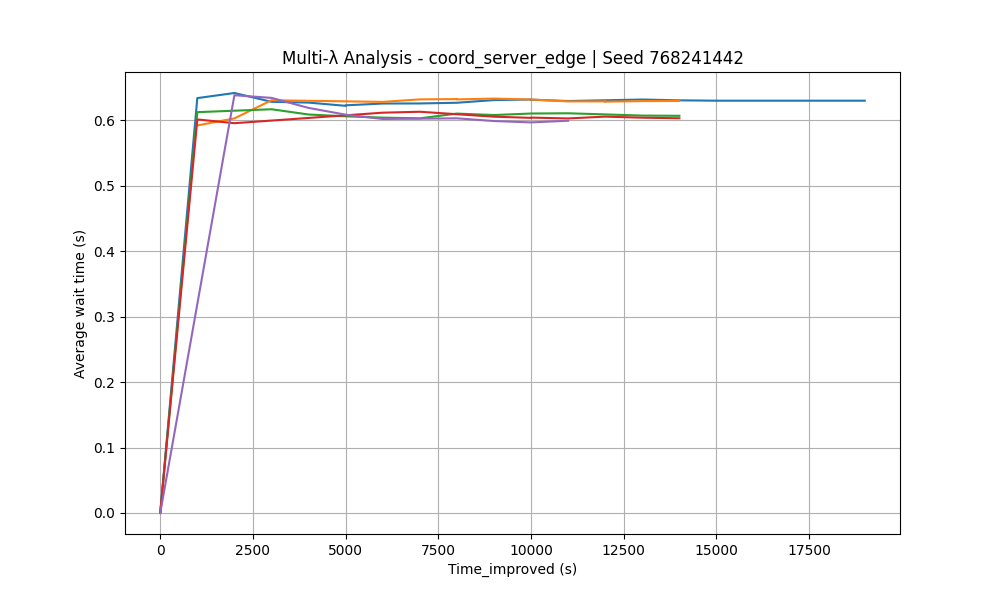 Multi-λ Analysis - coord_server_edge | Seed 768241442
Average wait time (s)
0.6
0.5
0.4
0.3
0.2
0.1
0.0
0 2500 5000 7500 10000 12500 15000 17500
Time_improved (s)